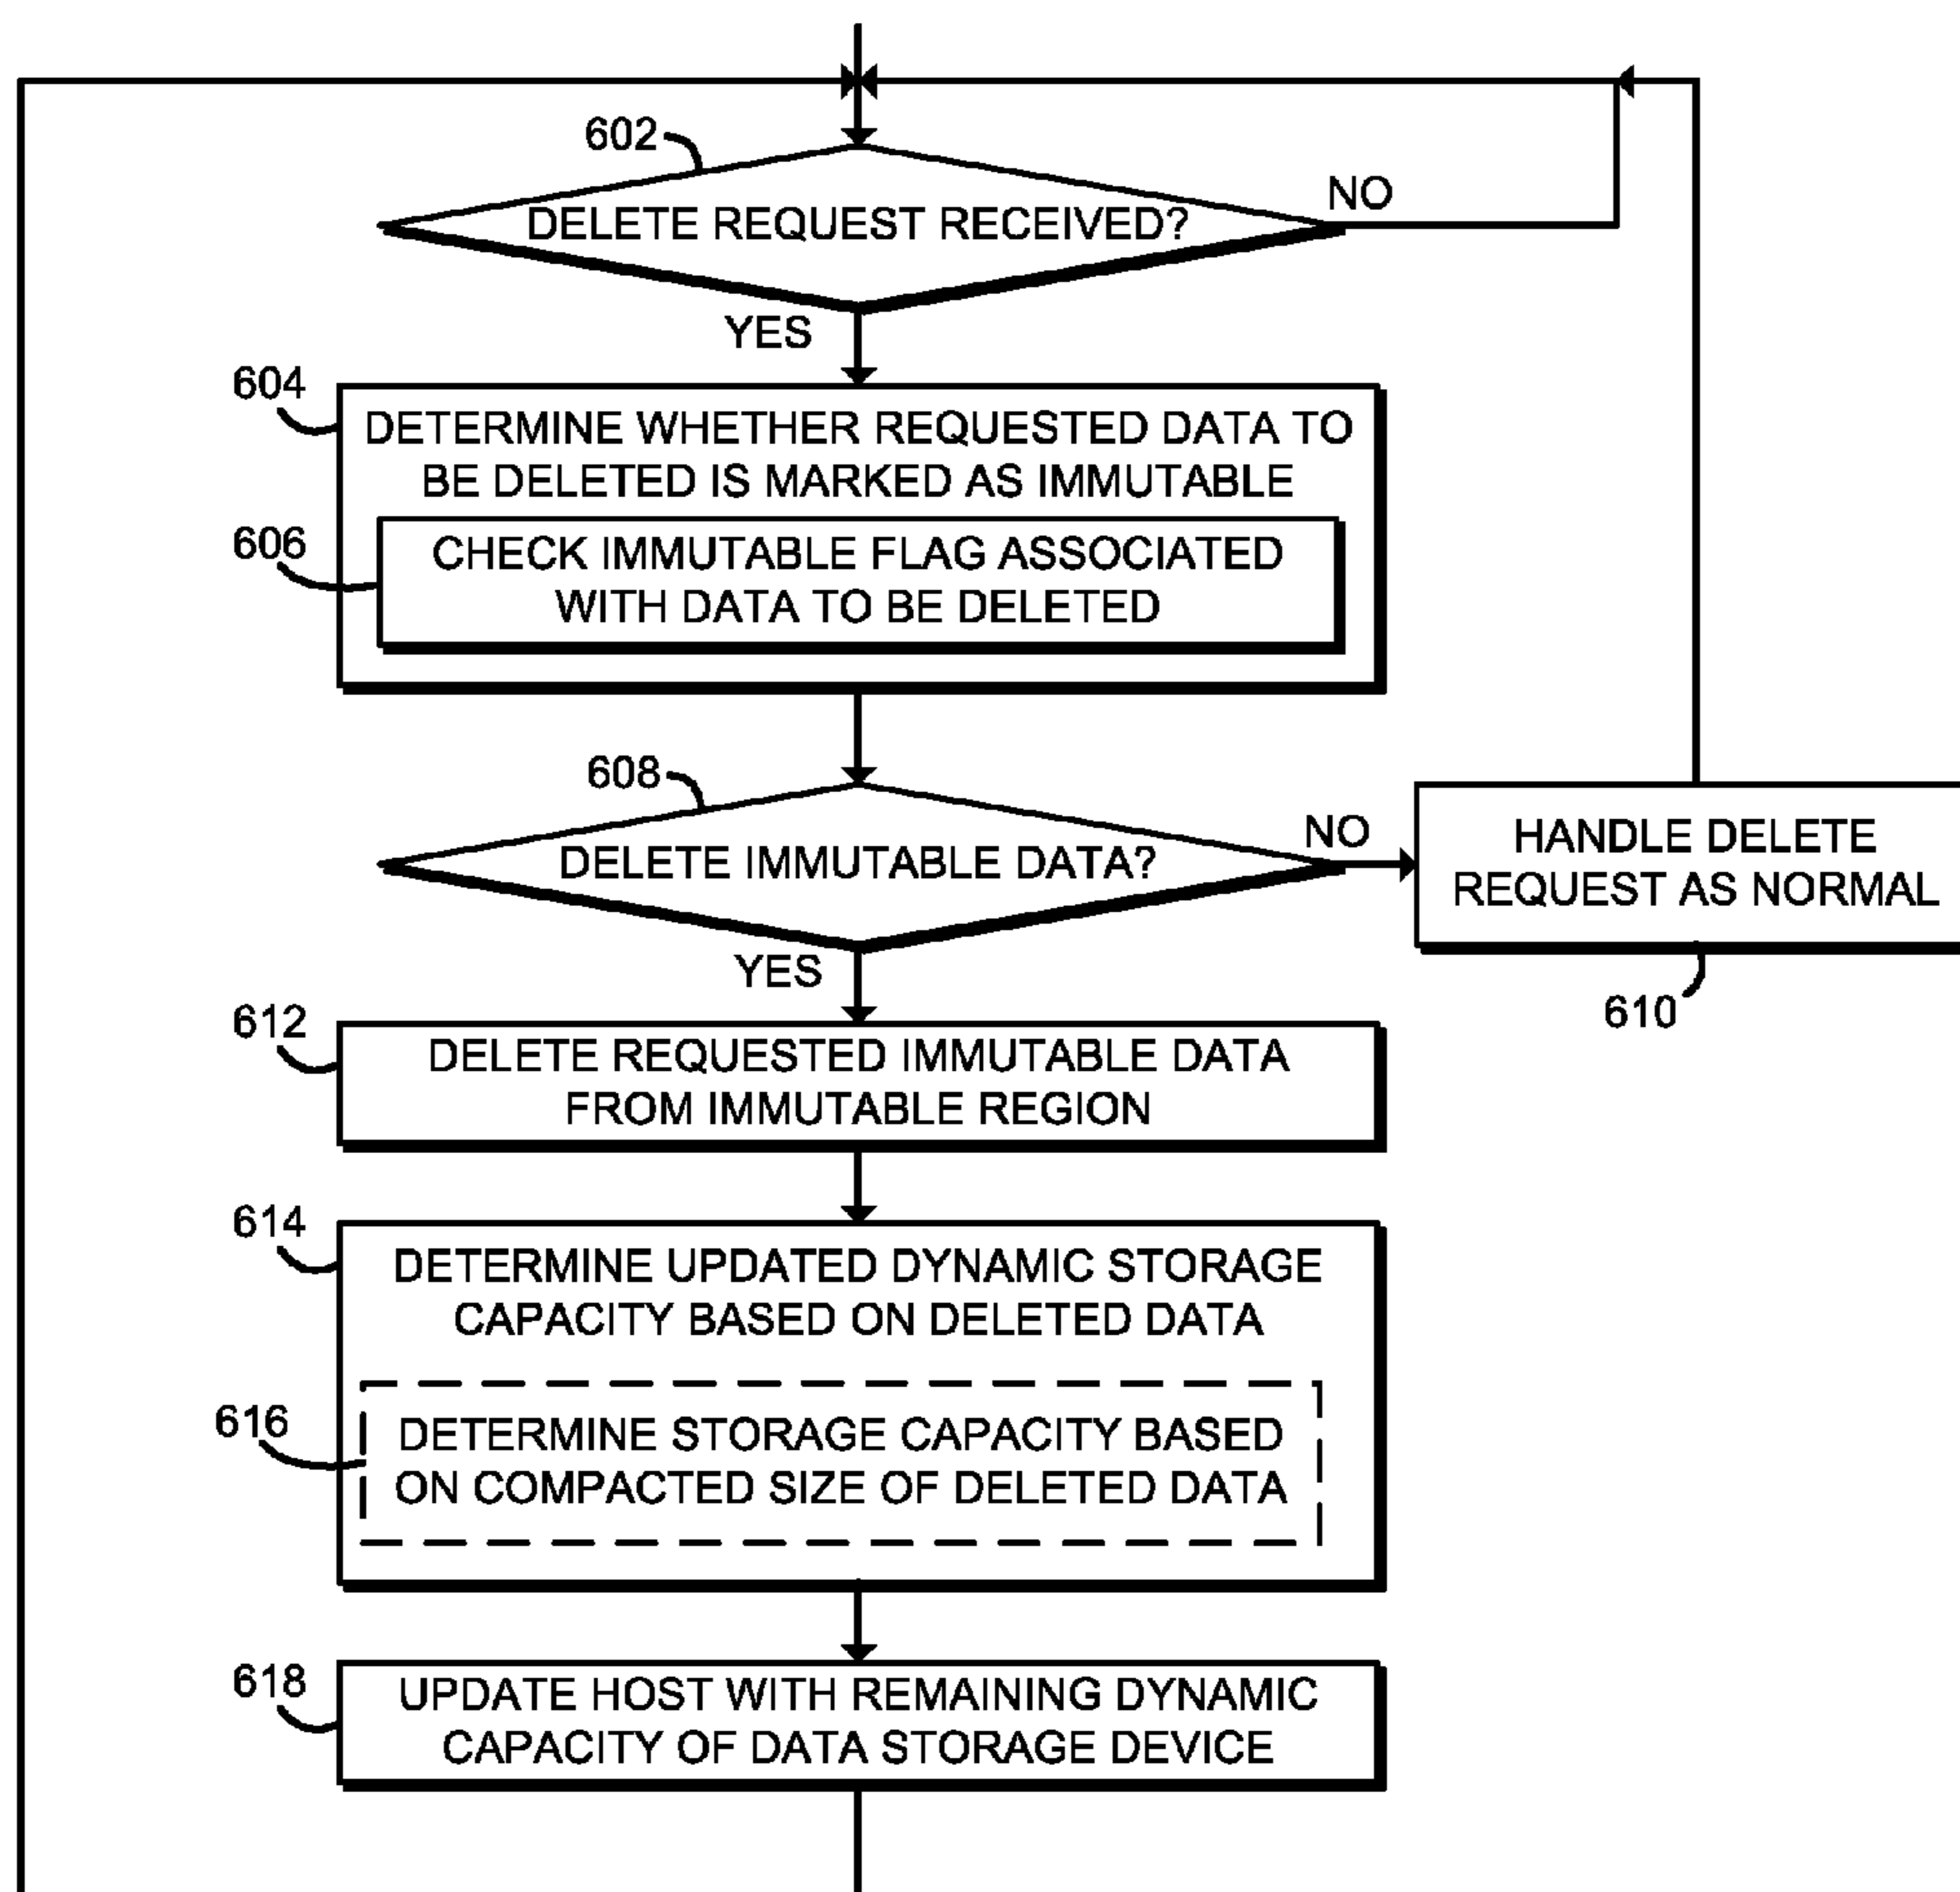 602
DELETE REQUEST RECEIVED?
NO
YES
604
DETERMINE WHETHER REQUESTED DATA TO
BE DELETED IS MARKED AS IMMUTABLE
606
CHECK IMMUTABLE FLAG ASSOCIATED
WITH DATA TO BE DELETED
608
DELETE IMMUTABLE DATA?
NO
HANDLE DELETE
REQUEST AS NORMAL
610
YES
612
DELETE REQUESTED IMMUTABLE DATA
FROM IMMUTABLE REGION
614
DETERMINE UPDATED DYNAMIC STORAGE
CAPACITY BASED ON DELETED DATA
616
DETERMINE STORAGE CAPACITY BASED
ON COMPACTED SIZE OF DELETED DATA
618
UPDATE HOST WITH REMAINING DYNAMIC
CAPACITY OF DATA STORAGE DEVICE